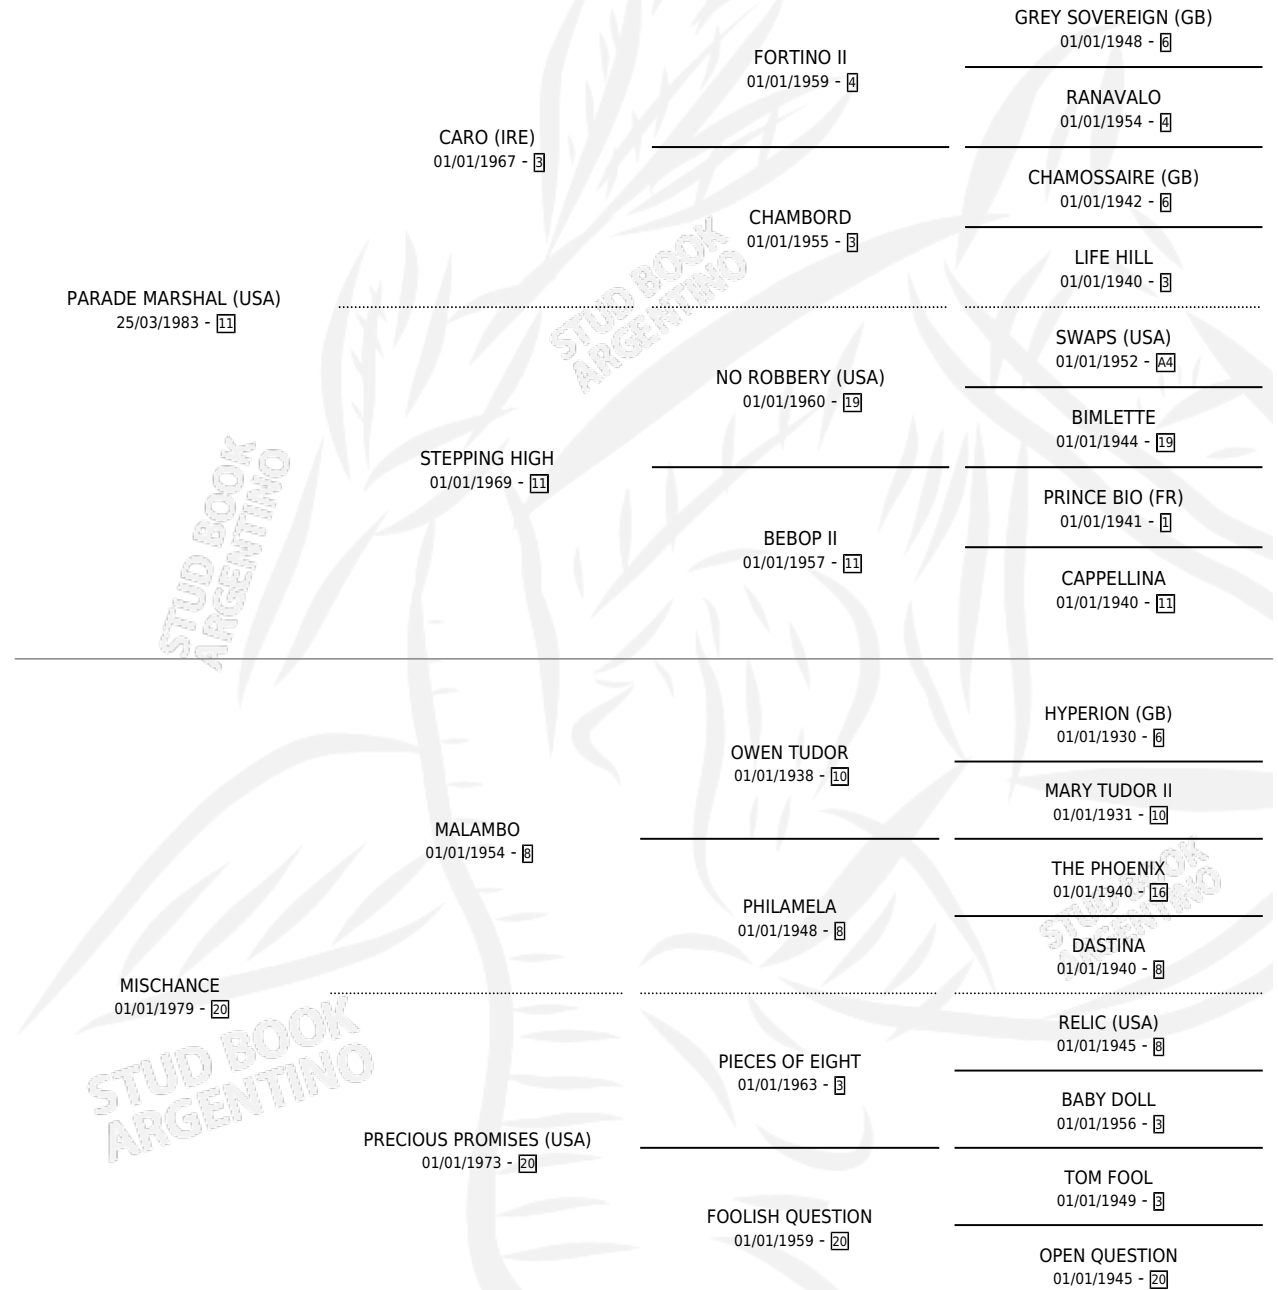 GREY SOVEREIGN (GB)
01/01/1948 - 6
FORTINO II
01/01/1959 - 4
RANAVALO
01/01/1954 - 4
CARO (IRE)
01/01/1967 - 3
CHAMOSSAIRE (GB)
01/01/1942 - 6
CHAMBORD
01/01/1955 - 3
LIFE HILL
01/01/1940 - 3
PARADE MARSHAL (USA)
25/03/1983 - 11
SWAPS (USA)
01/01/1952 - A4
NO ROBBERY (USA)
01/01/1960 - 19
BIMLETTE
01/01/1944 - 19
STEPPING HIGH
01/01/1969 - 11
PRINCE BIO (FR)
01/01/1941 - 1
BEBOP II
01/01/1957 - 11
CAPPELLINA
01/01/1940 - 11
HYPERION (GB)
01/01/1930 - 6
OWEN TUDOR
01/01/1938 - 10
MARY TUDOR II
01/01/1931 - 10
MALAMBO
01/01/1954 - 8
THE PHOENIX
01/01/1940 - 16
PHILAMELA
01/01/1948 - 8
DASTINA
01/01/1940 - 8
MISCHANCE
01/01/1979 - 20
RELIC (USA)
01/01/1945 - 8
PIECES OF EIGHT
01/01/1963 - 3
BABY DOLL
01/01/1956 - 3
PRECIOUS PROMISES (USA)
01/01/1973 - 20
TOM FOOL
01/01/1949 - 3
FOOLISH QUESTION
01/01/1959 - 20
OPEN QUESTION
01/01/1945 - 20
STUD BOOK
ARGENTINO
STUD BOOK
ARGENTINO
STUD BOOK
ARGENTINO
STUD BOOK
ARGENTINO